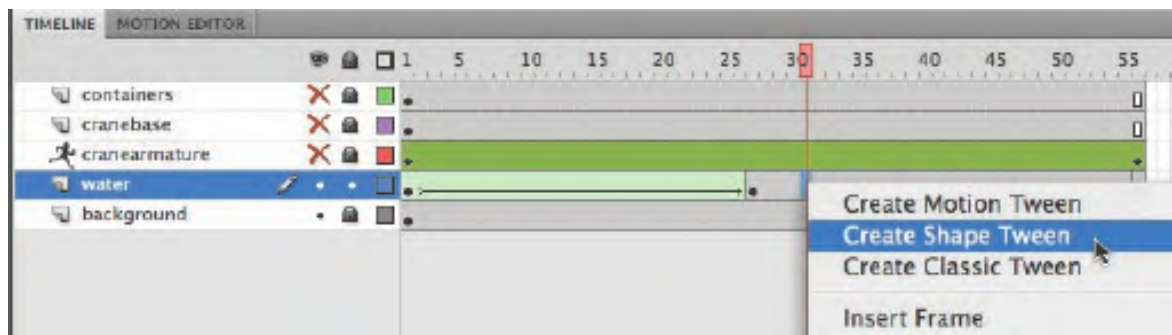 TIMELINE MOTION EDITOR
1 5 10 15 20 25 30 35 40 45 50 55
containers
cranebase
cranearmature
water
background
Create Motion Tween
Create Shape Tween
Create Classic Tween
Insert Frame